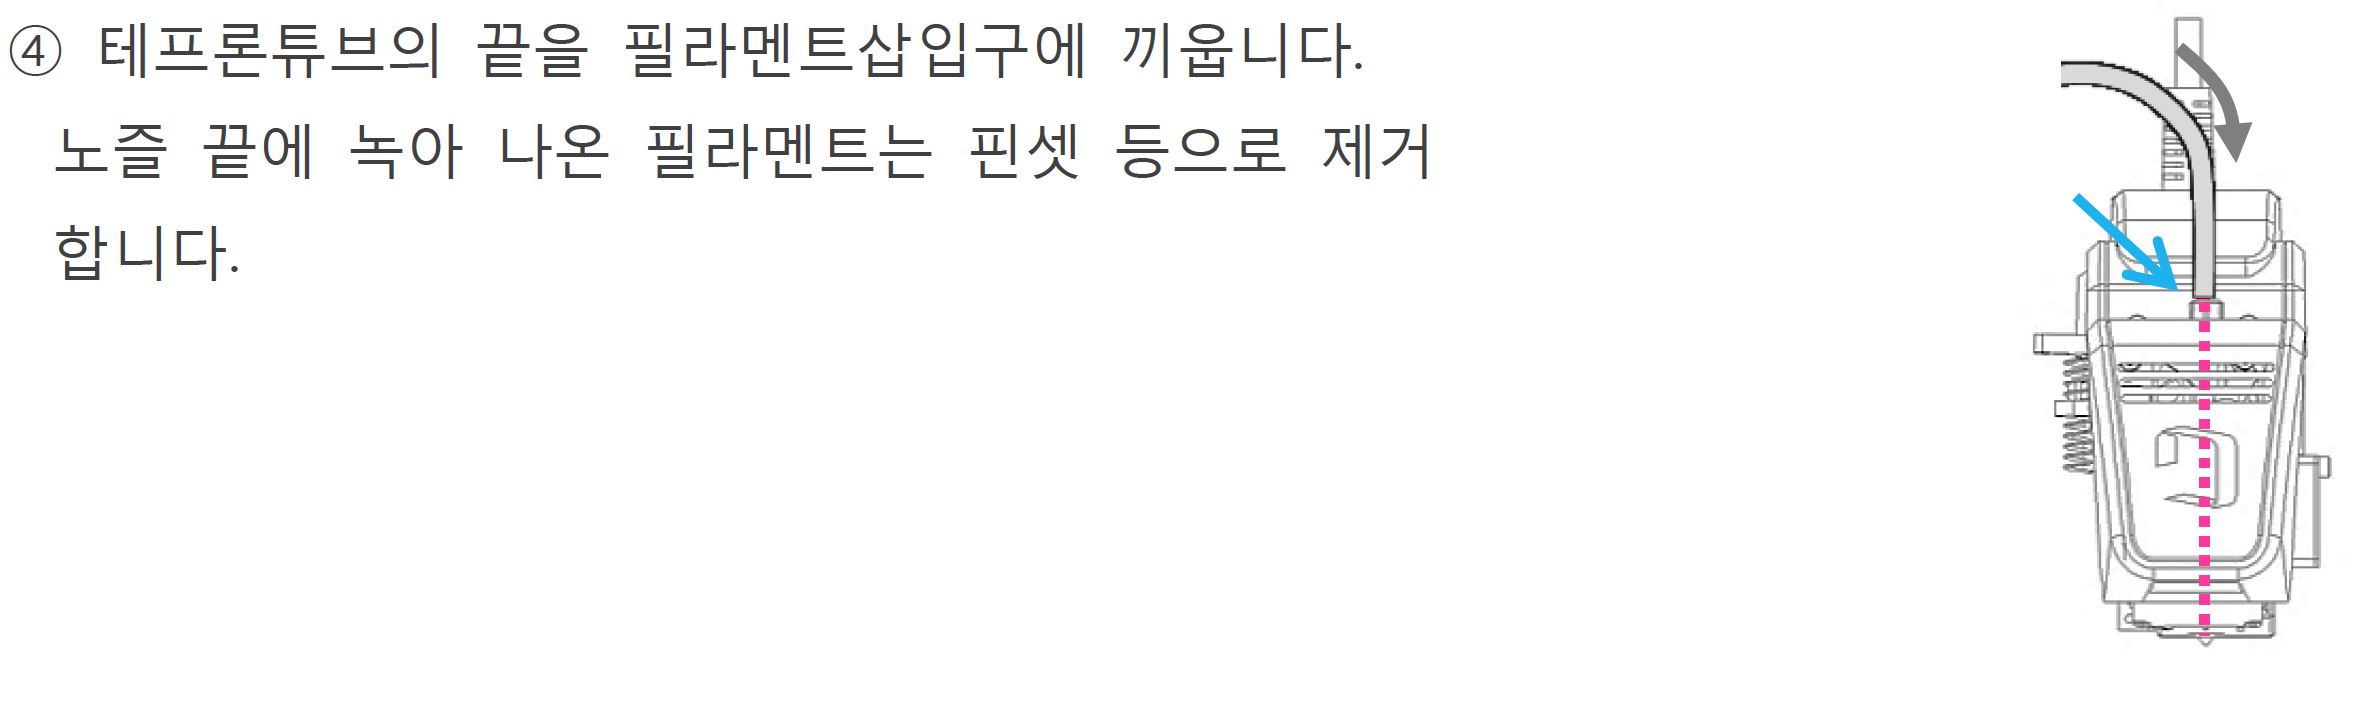 ④ 테프론튜브의 끝을 필라멘트삽입구에 끼웁니다.
노즐 끝에 녹아 나온 필라멘트는 핀셋 등으로 제거
합니다.